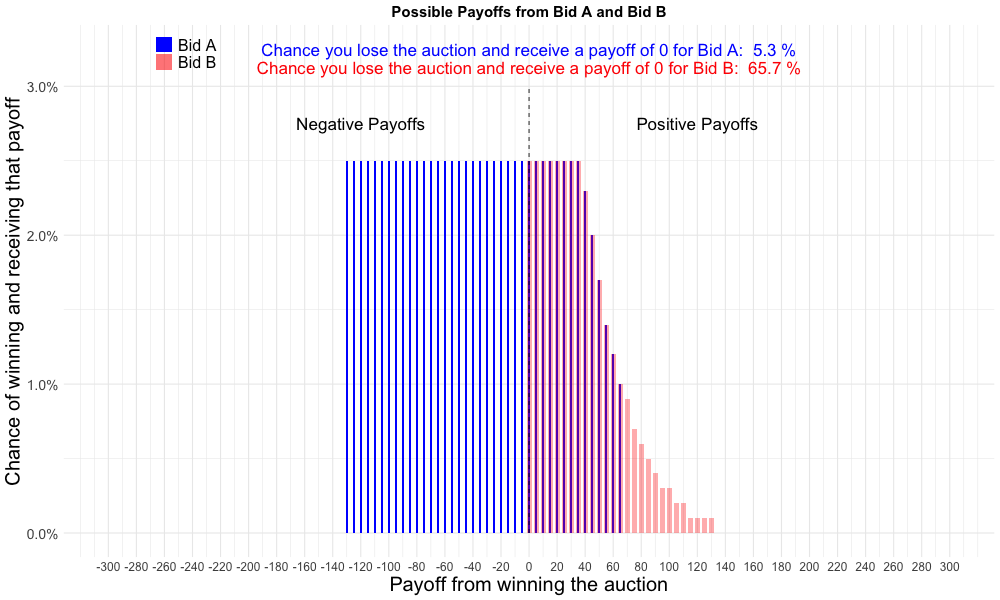 Possible Payoffs from Bid A and Bid B
Bid A
Bid B
Chance you lose the auction and receive a payoff of 0 for Bid A:  5.3 %
Chance you lose the auction and receive a payoff of 0 for Bid B:  65.7 %
Negative Payoffs
Positive Payoffs
Chance of winning and receiving that payoff
3.0%
2.0%
1.0%
0.0%
-300 -280 -260 -240 -220 -200 -180 -160 -140 -120 -100 -80 -60 -40 -20 0 20 40 60 80 100 120 140 160 180 200 220 240 260 280 300
Payoff from winning the auction